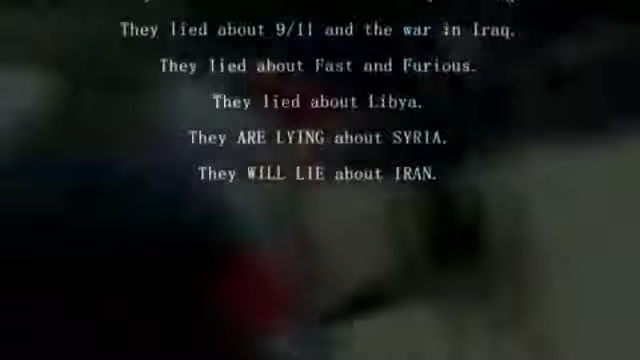 They lied about 9/11 and the war in Iraq.
They lied about Fast and Furious.
They lied about Libya.
They ARE LYING about SYRIA.
They WILL LIE about IRAN.